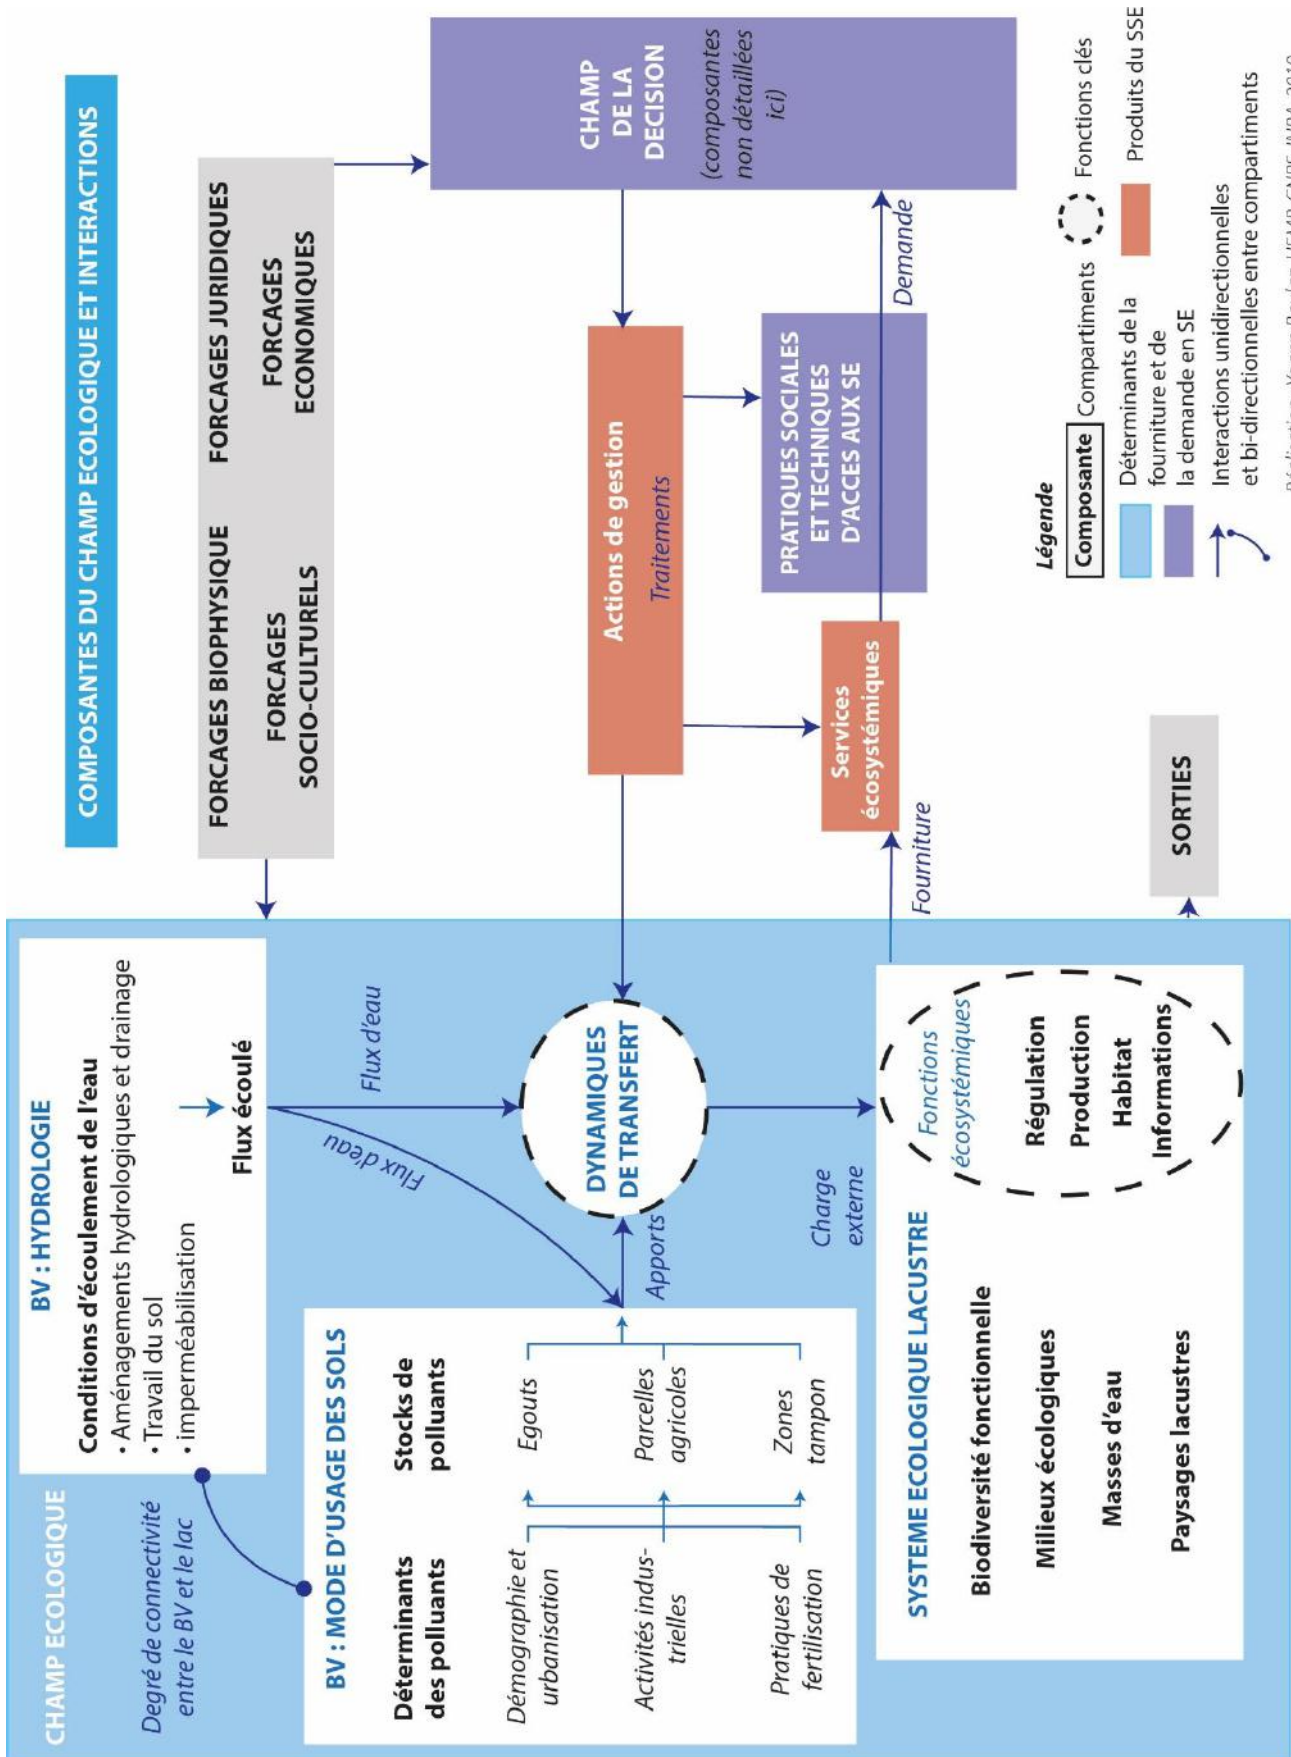 COMPOSANTES DU CHAMP ECOLOGIQUE ET INTERACTIONS
CHAMP ECOLOGIQUE
Degré de connectivité
entre le BV et le lac
BV : HYDROLOGIE
Conditions d'écoulement de l'eau
• Aménagements hydrologiques et drainage
• Travail du sol
• imperméabilisation
Flux écoulé
FORCAGES BIOPHYSIQUE
FORCAGES JURIDIQUES
FORCAGES
SOCIO-CULTURELS
FORCAGES
ECONOMIQUES
Flux d'eau
Flux d'eau
BV : MODE D'USAGE DES SOLS
Déterminants
des polluants
Stocks de
polluants
Démographie et
urbanisation
Egouts
Activités indus-
trielles
Parcelles
agricoles
Pratiques de
fertilisation
Zones
tampon
Apports
DYNAMIQUES
DE TRANSFERT
Actions de gestion
Traitements
CHAMP
DE LA
DECISION
(composantes
non détaillées
ici)
PRATIQUES SOCIALES
ET TECHNIQUES
D'ACCES AUX SE
Services
écosystémiques
Charge
externe
Fourniture
Demande
SYSTEME ECOLOGIQUE LACUSTRE
Biodiversité fonctionnelle
Milieux écologiques
Masses d'eau
Paysages lacustres
Fonctions
écosystémiques
Régulation
Production
Habitat
Informations
SORTIES
Légende
Composante
Compartiments
Fonctions clés
Déterminants de la
fourniture et de
la demande en SE
Produits du SSE
Interactions unidirectionnelles
et bi-directionnelles entre compartiments